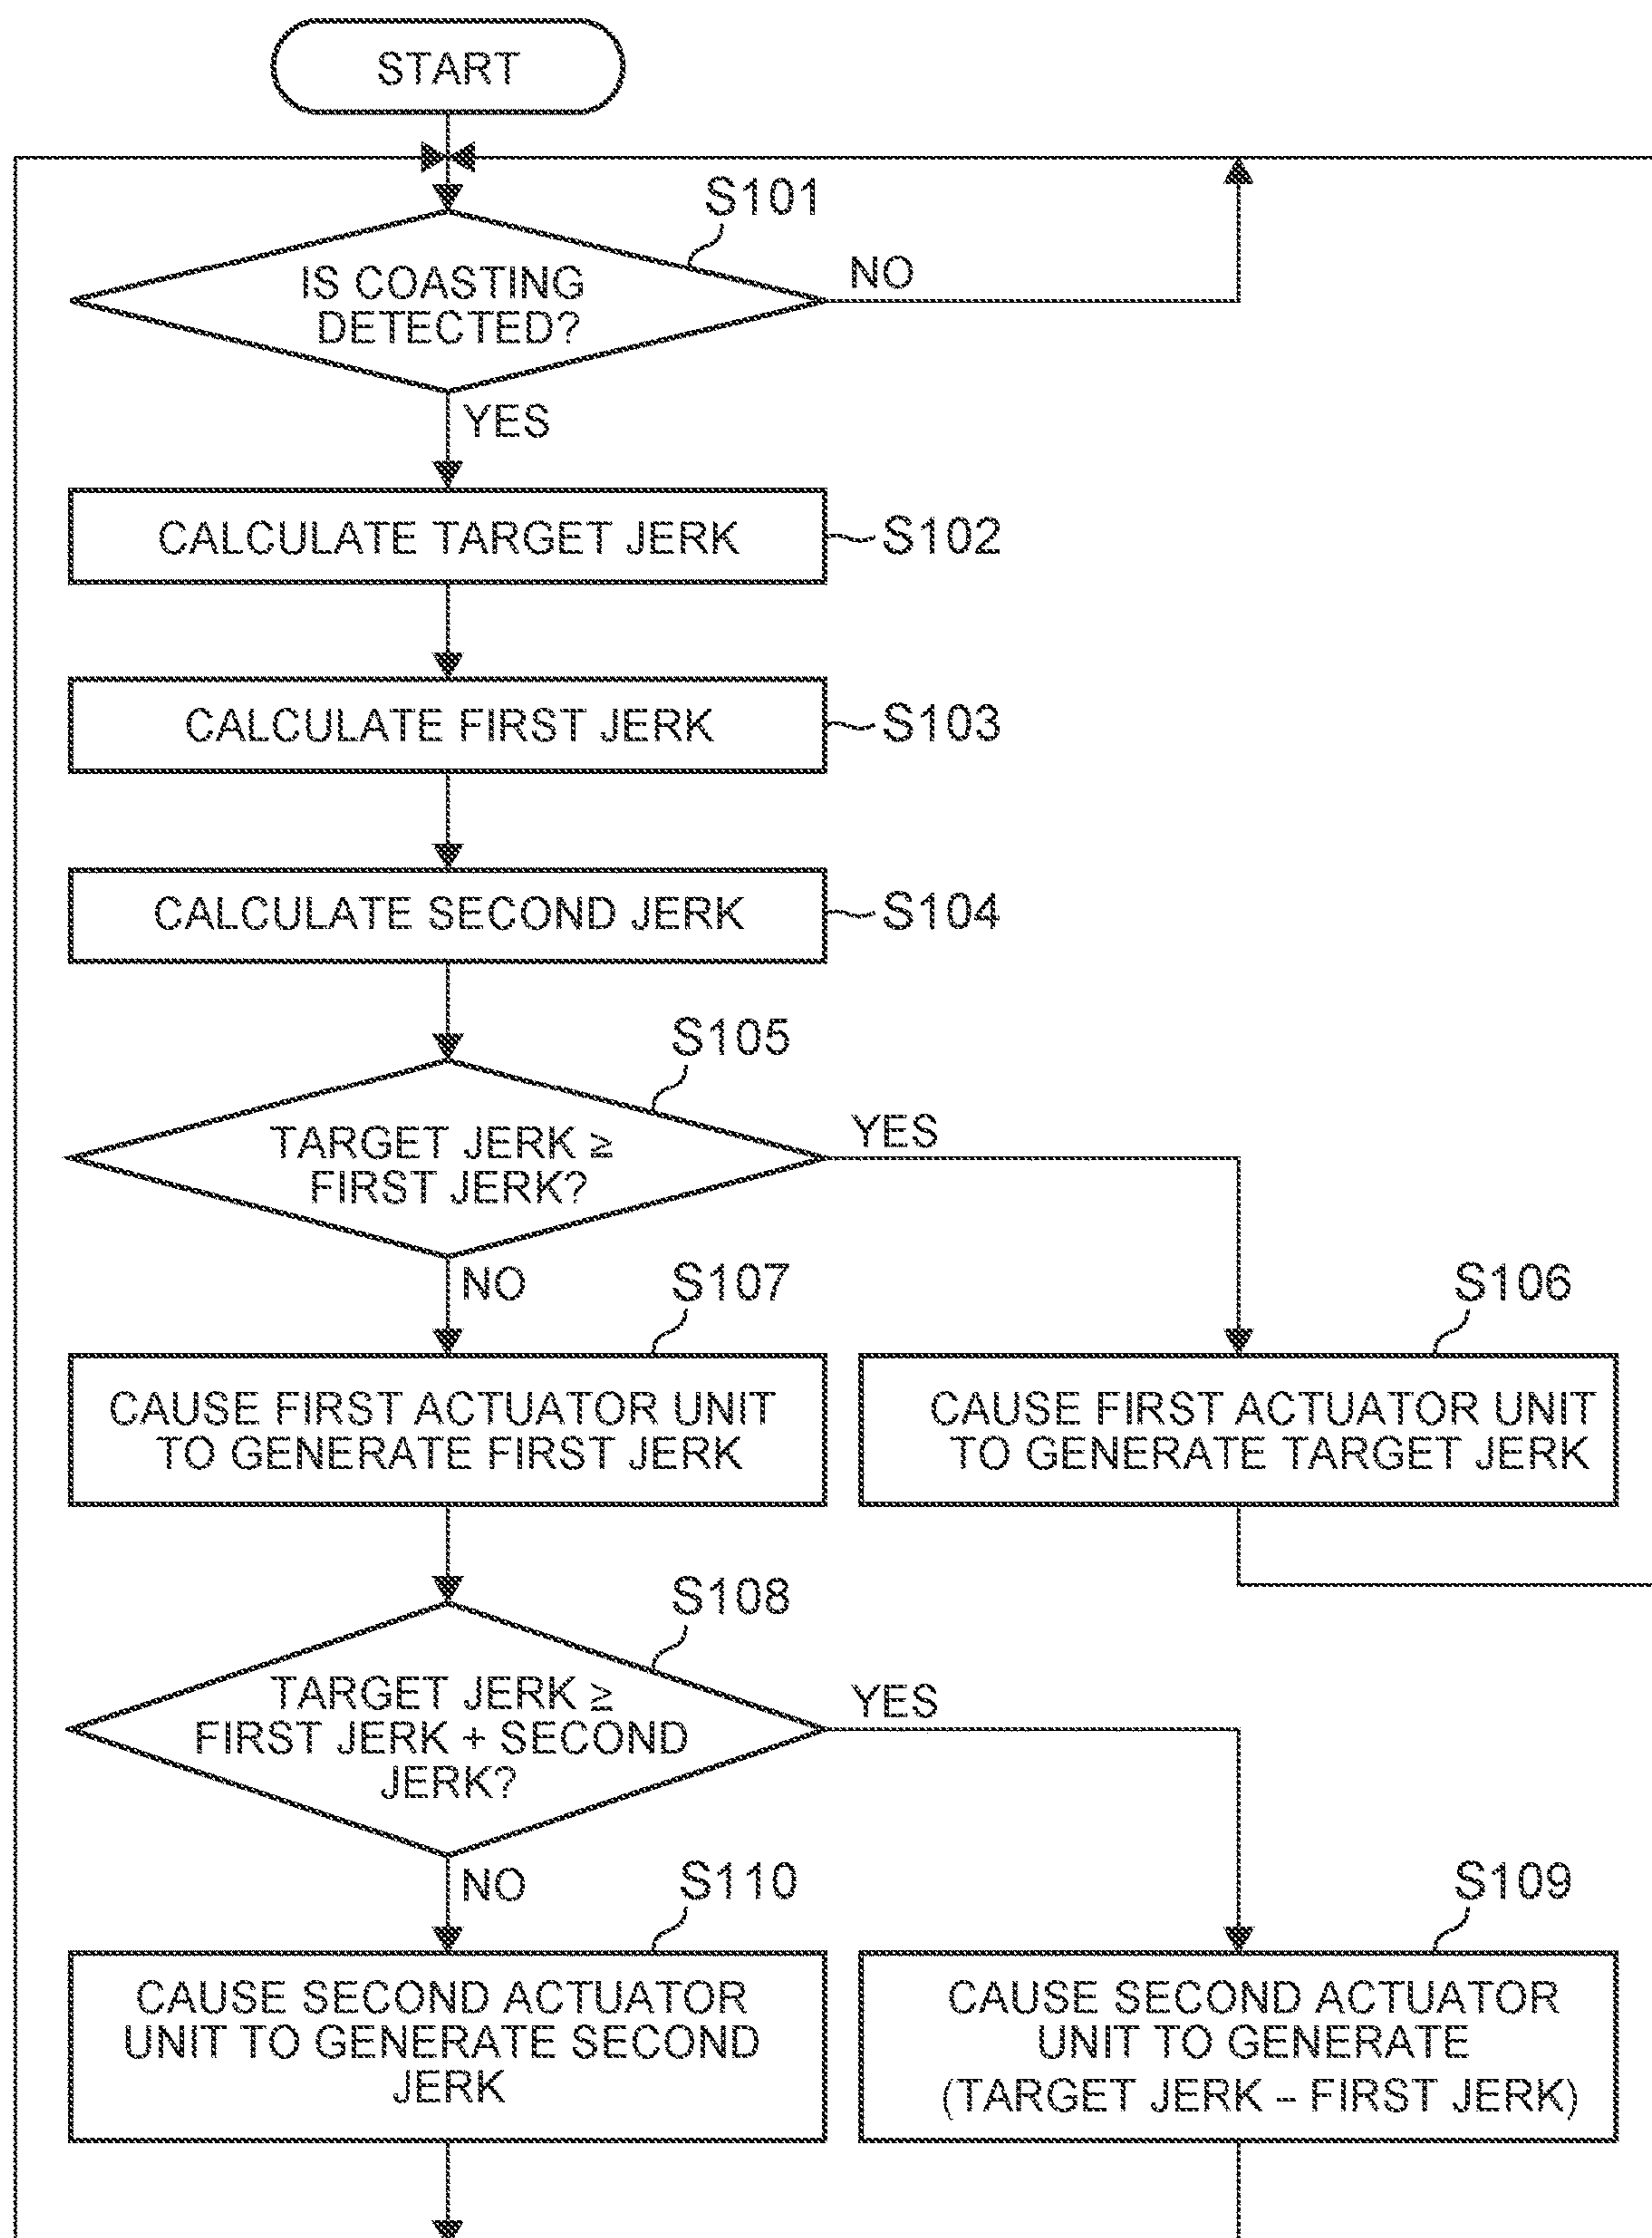 START
S101
IS COASTING
DETECTED?
NO
YES
CALCULATE TARGET JERK
S102
CALCULATE FIRST JERK
S103
CALCULATE SECOND JERK
S104
S105
TARGET JERK ≥
FIRST JERK?
YES
NO
S107
S106
CAUSE FIRST ACTUATOR UNIT
TO GENERATE FIRST JERK
CAUSE FIRST ACTUATOR UNIT
TO GENERATE TARGET JERK
S108
TARGET JERK ≥
FIRST JERK + SECOND
JERK?
YES
NO
S110
S109
CAUSE SECOND ACTUATOR
UNIT TO GENERATE SECOND
JERK
CAUSE SECOND ACTUATOR
UNIT TO GENERATE
(TARGET JERK – FIRST JERK)